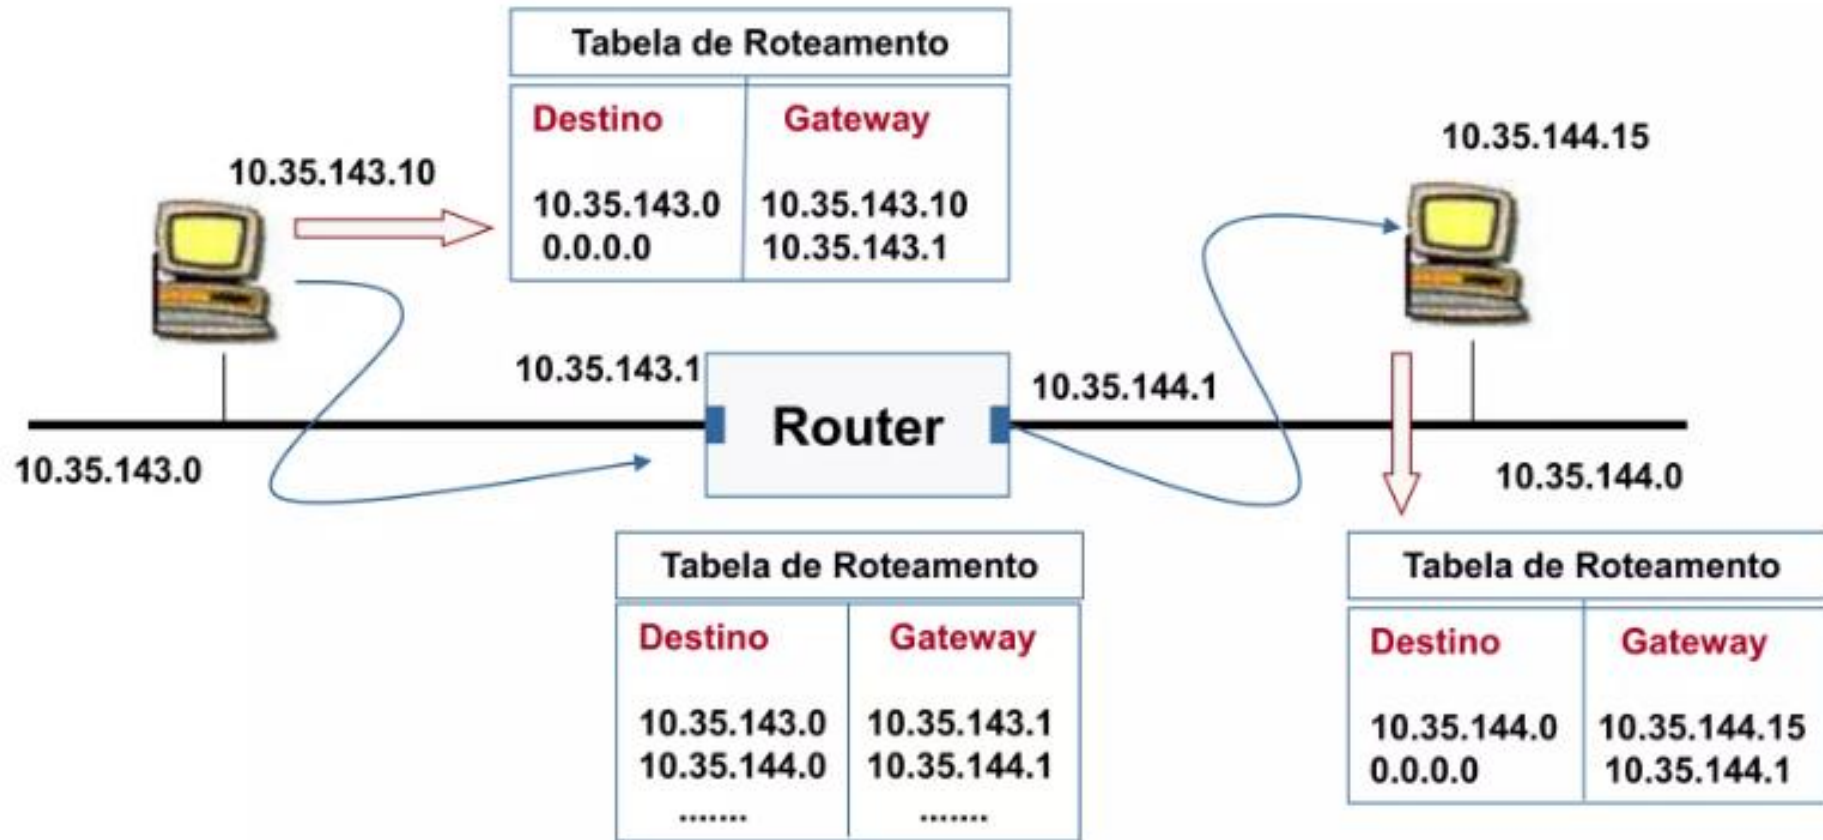 Tabela de Roteamento
Destino Gateway
10.35.143.0 10.35.143.10
0.0.0.0 10.35.143.1
10.35.143.10
10.35.144.15
10.35.143.1
Router
10.35.144.1
10.35.143.0
10.35.144.0
Tabela de Roteamento
Destino Gateway
10.35.143.0 10.35.143.1
10.35.144.0 10.35.144.1
....... .......
Tabela de Roteamento
Destino Gateway
10.35.144.0 10.35.144.15
0.0.0.0 10.35.144.1